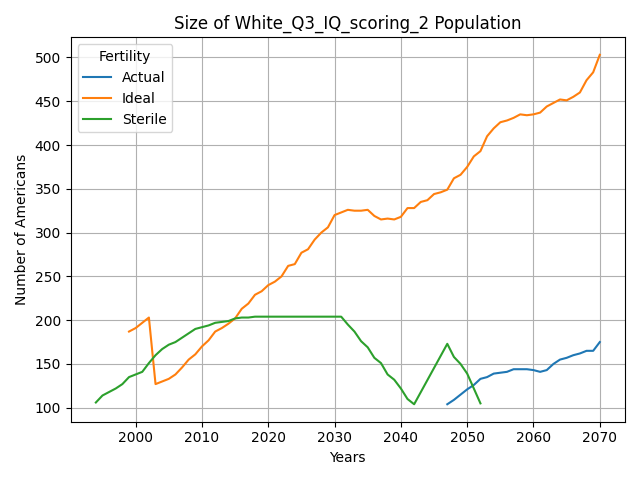 Size of White_Q3_IQ_scoring_2 Population
Fertility
Actual
Ideal
Sterile
Number of Americans
500
450
400
350
300
250
200
150
100
2000
2010
2020
2030
2040
2050
2060
2070
Years